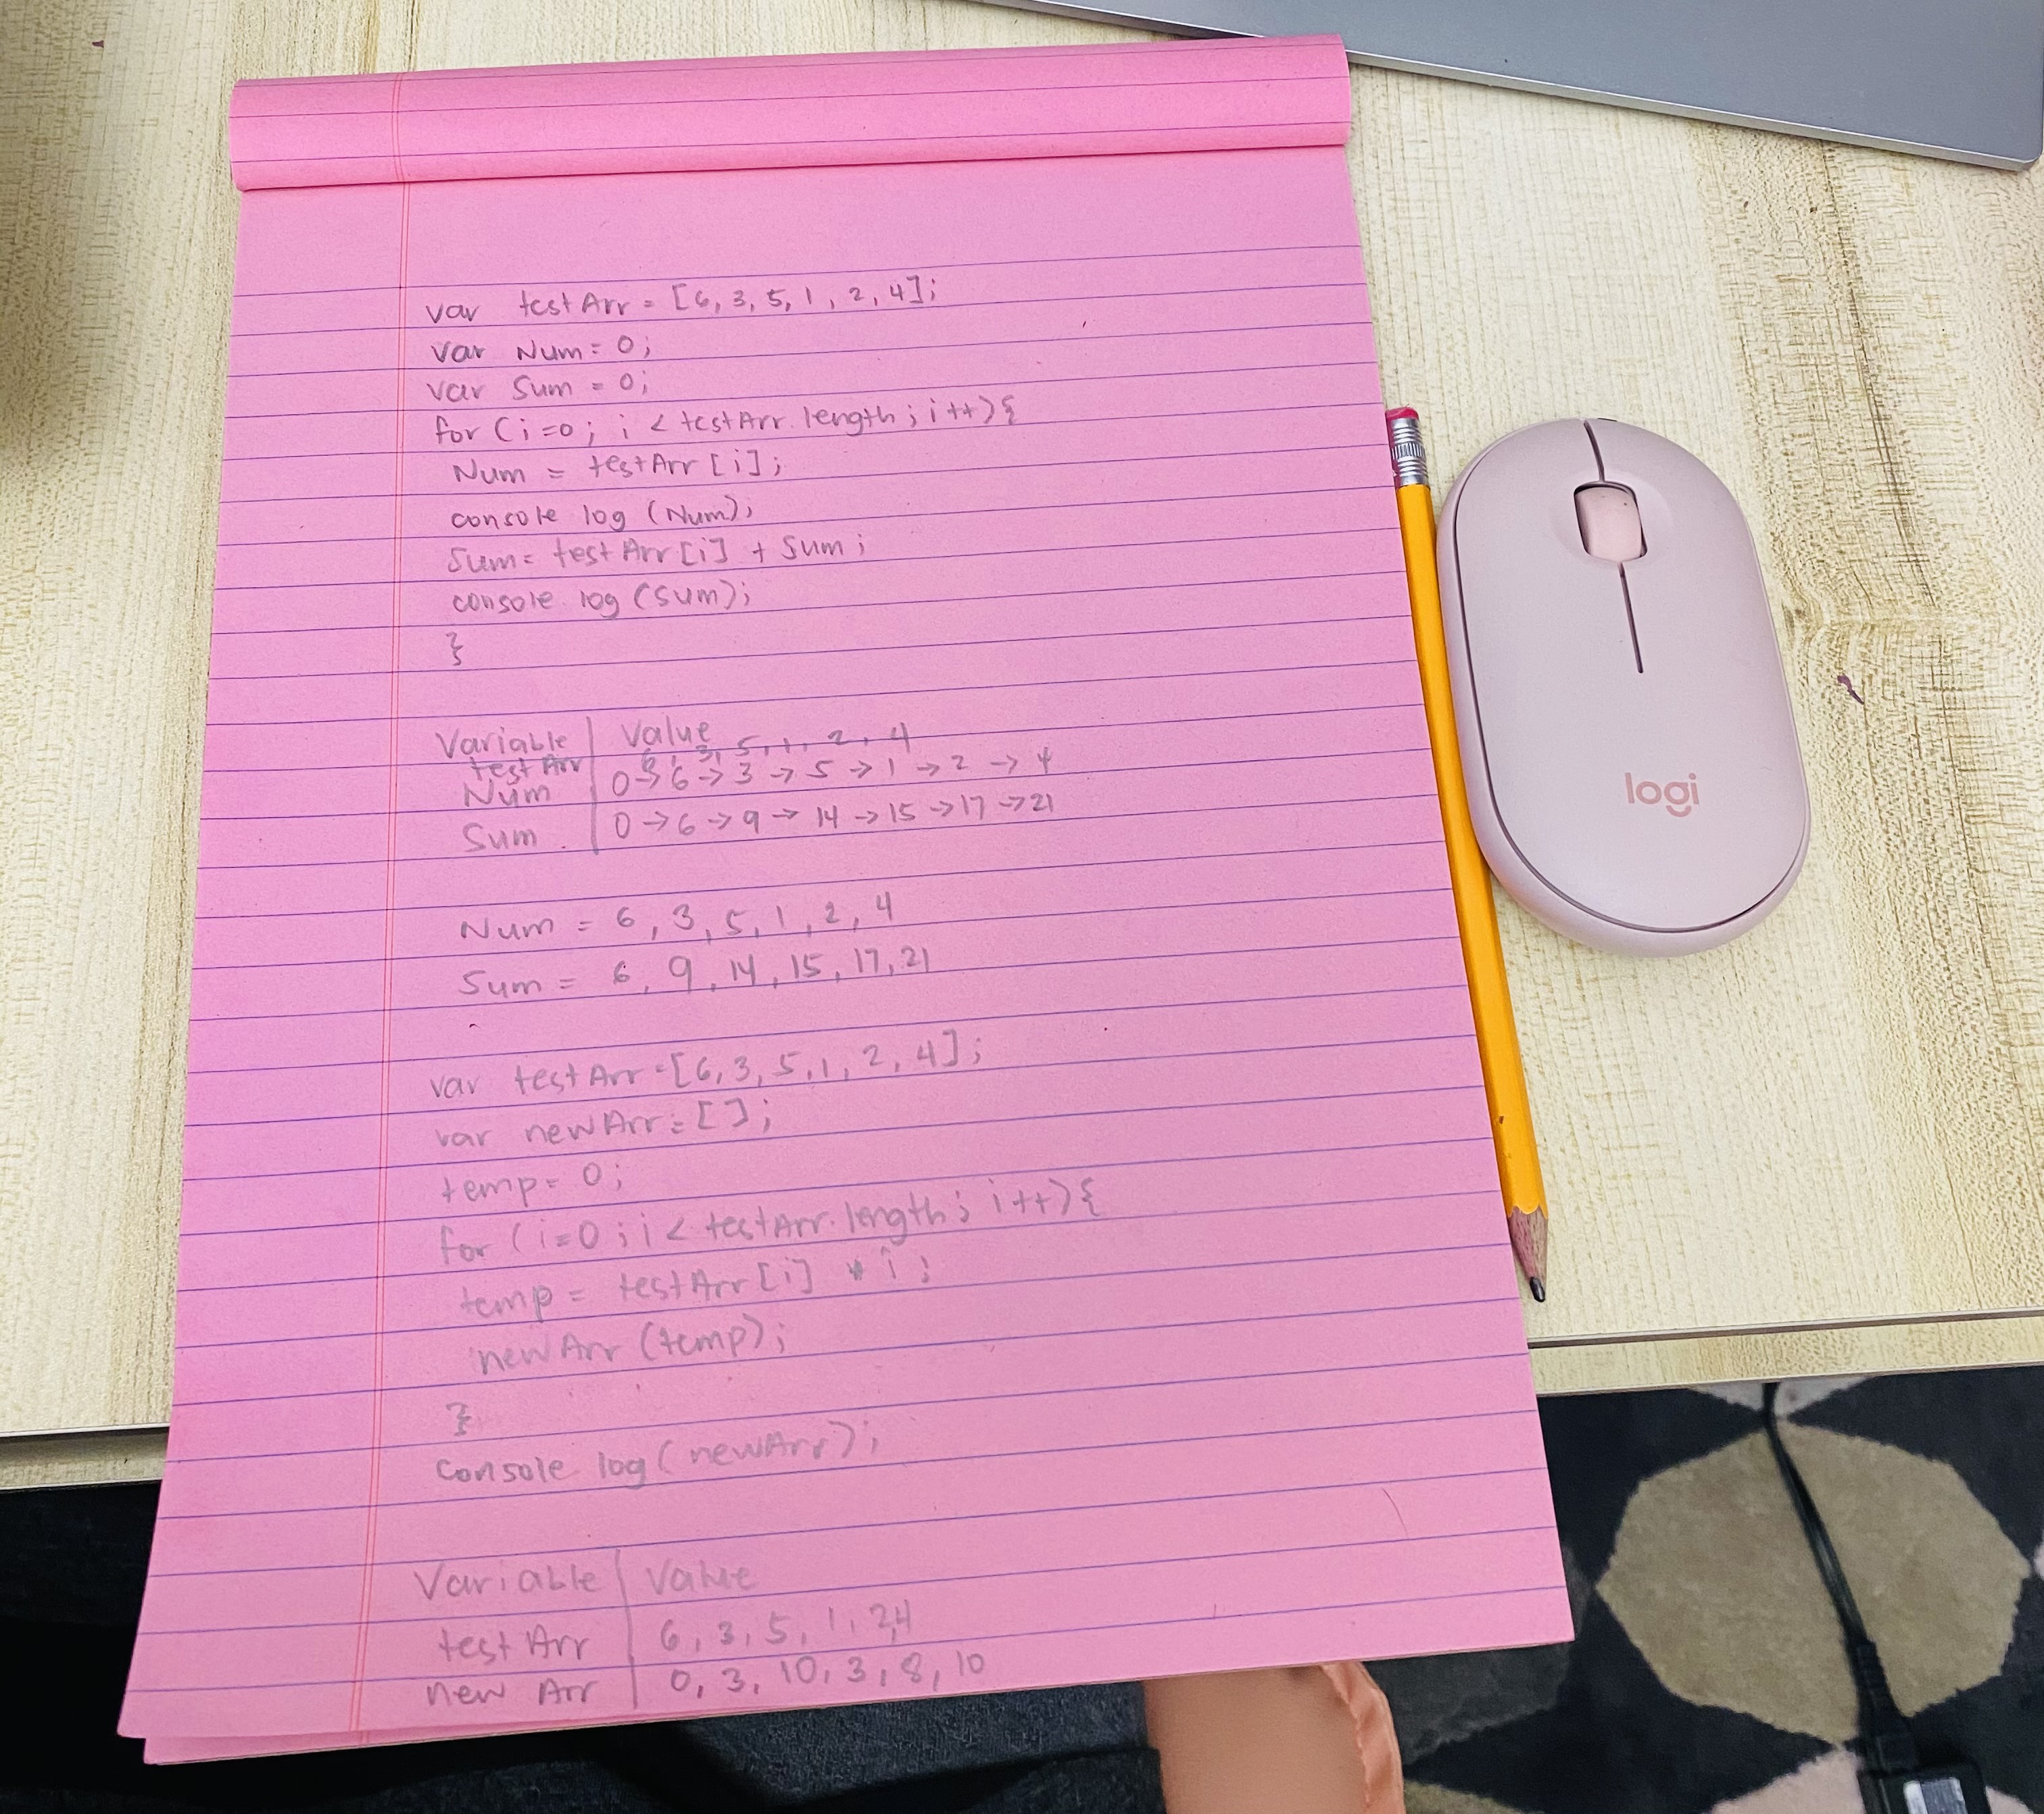 var testArr = [6, 3, 5, 1, 2, 4];
var Num = 0;
var Sum = 0;
for (i=0; i < testArr.length; i++){
Num = testArr[i];
console log (Num);
Sum = testArr[i] + Sum;
console.log (Sum);
}
Variable | Value
testArr | 6, 3, 5, 1, 2, 4
Num | 0 → 6 → 3 → 5 → 1 → 2 → 4
Sum | 0 → 6 → 9 → 14 → 15 → 17 → 21
Num = 6, 3, 5, 1, 2, 4
Sum = 6, 9, 14, 15, 17, 21
var testArr = [6, 3, 5, 1, 2, 4];
var newArr = [];
temp = 0;
for (i=0; i < testArr.length; i++){
temp = testArr[i] * i;
newArr (temp);
}
console log (newArr);
Variable | Value
testArr | 6, 3, 5, 1, 2, 4
new Arr | 0, 3, 10, 3, 8, 10
logi